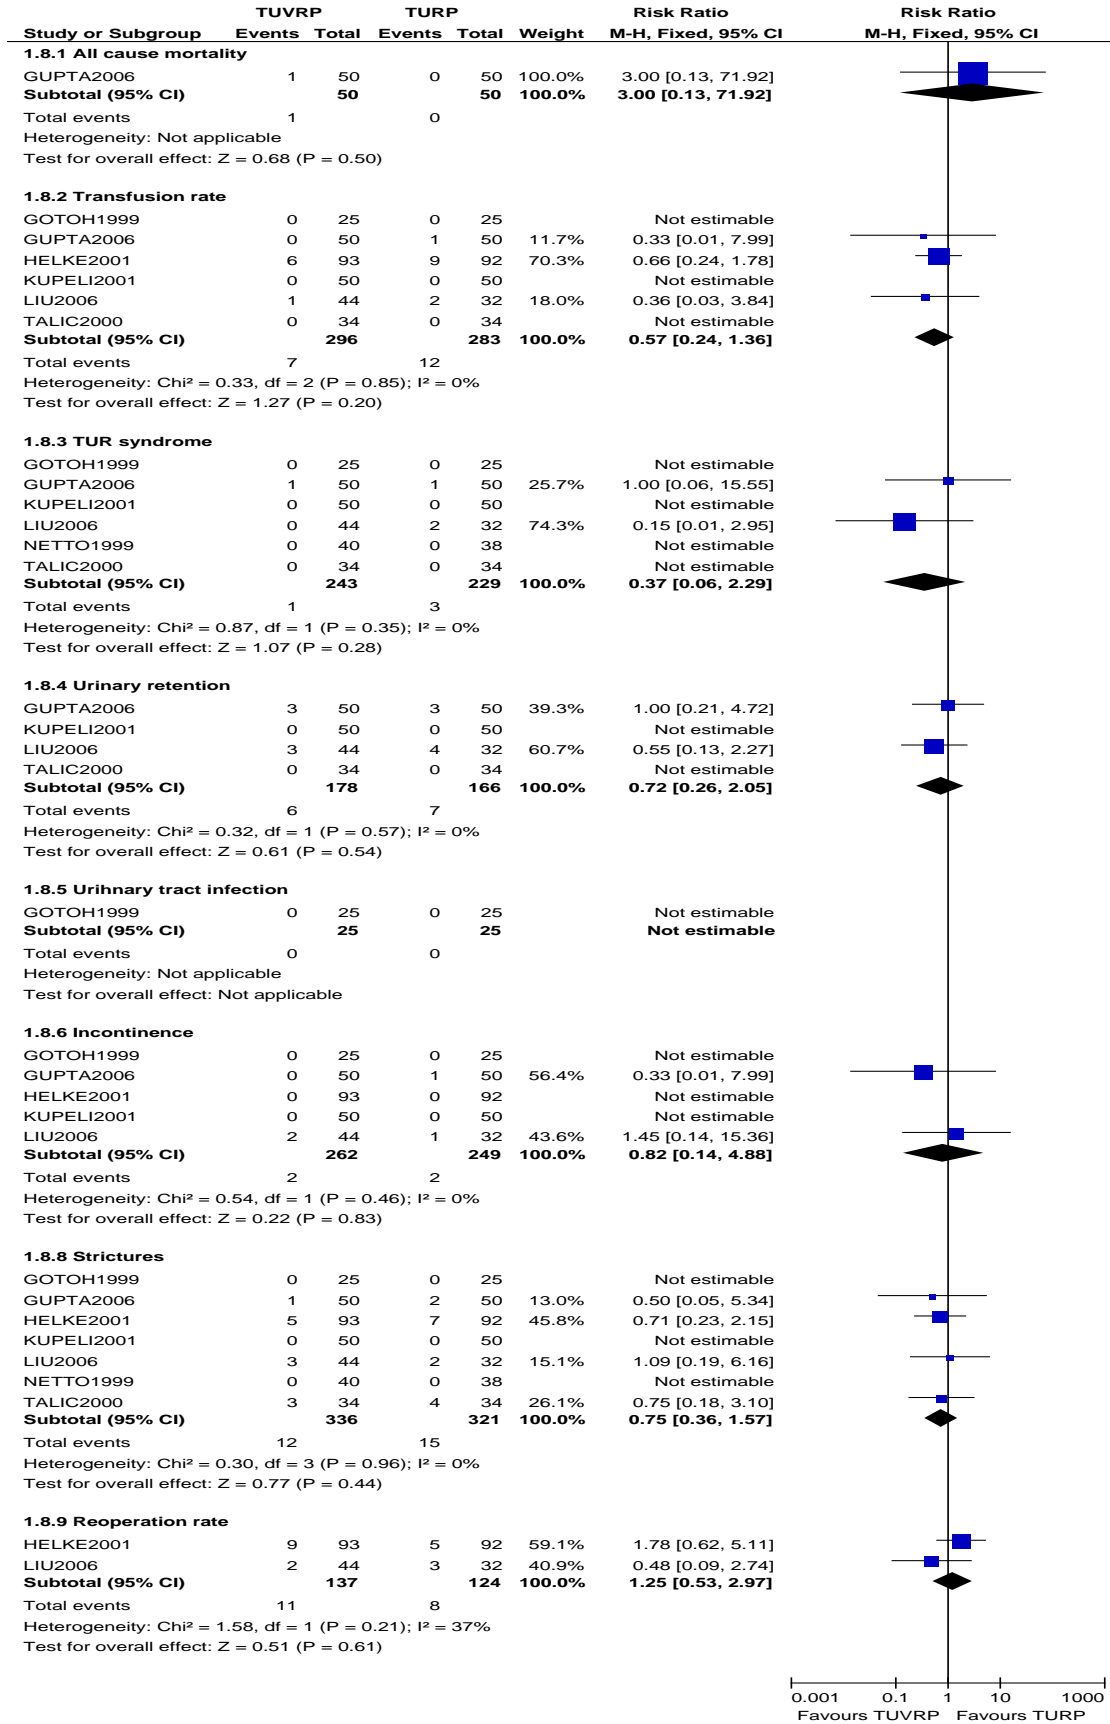 TUVRP TURP Risk Ratio Risk Ratio
Study or Subgroup Events Total Events Total Weight M-H, Fixed, 95% CI M-H, Fixed, 95% CI
1.8.1 All cause mortality
GUPTA2006 1 50 0 50 100.0% 3.00 [0.13, 71.92]
Subtotal (95% CI) 50 50 100.0% 3.00 [0.13, 71.92]
Total events 1 0
Heterogeneity: Not applicable
Test for overall effect: Z = 0.68 (P = 0.50)
1.8.2 Transfusion rate
GOTOH1999 0 25 0 25 Not estimable
GUPTA2006 0 50 1 50 11.7% 0.33 [0.01, 7.99]
HELKE2001 6 93 9 92 70.3% 0.66 [0.24, 1.78]
KUPELI2001 0 50 0 50 Not estimable
LIU2006 1 44 2 32 18.0% 0.36 [0.03, 3.84]
TALIC2000 0 34 0 34 Not estimable
Subtotal (95% CI) 296 283 100.0% 0.57 [0.24, 1.36]
Total events 7 12
Heterogeneity: Chi² = 0.33, df = 2 (P = 0.85); I² = 0%
Test for overall effect: Z = 1.27 (P = 0.20)
1.8.3 TUR syndrome
GOTOH1999 0 25 0 25 Not estimable
GUPTA2006 1 50 1 50 25.7% 1.00 [0.06, 15.55]
KUPELI2001 0 50 0 50 Not estimable
LIU2006 0 44 2 32 74.3% 0.15 [0.01, 2.95]
NETTO1999 0 40 0 38 Not estimable
TALIC2000 0 34 0 34 Not estimable
Subtotal (95% CI) 243 229 100.0% 0.37 [0.06, 2.29]
Total events 1 3
Heterogeneity: Chi² = 0.87, df = 1 (P = 0.35); I² = 0%
Test for overall effect: Z = 1.07 (P = 0.28)
1.8.4 Urinary retention
GUPTA2006 3 50 3 50 39.3% 1.00 [0.21, 4.72]
KUPELI2001 0 50 0 50 Not estimable
LIU2006 3 44 4 32 60.7% 0.55 [0.13, 2.27]
TALIC2000 0 34 0 34 Not estimable
Subtotal (95% CI) 178 166 100.0% 0.72 [0.26, 2.05]
Total events 6 7
Heterogeneity: Chi² = 0.32, df = 1 (P = 0.57); I² = 0%
Test for overall effect: Z = 0.61 (P = 0.54)
1.8.5 Urihnary tract infection
GOTOH1999 0 25 0 25 Not estimable
Subtotal (95% CI) 25 25 Not estimable
Total events 0 0
Heterogeneity: Not applicable
Test for overall effect: Not applicable
1.8.6 Incontinence
GOTOH1999 0 25 0 25 Not estimable
GUPTA2006 0 50 1 50 56.4% 0.33 [0.01, 7.99]
HELKE2001 0 93 0 92 Not estimable
KUPELI2001 0 50 0 50 Not estimable
LIU2006 2 44 1 32 43.6% 1.45 [0.14, 15.36]
Subtotal (95% CI) 262 249 100.0% 0.82 [0.14, 4.88]
Total events 2 2
Heterogeneity: Chi² = 0.54, df = 1 (P = 0.46); I² = 0%
Test for overall effect: Z = 0.22 (P = 0.83)
1.8.8 Strictures
GOTOH1999 0 25 0 25 Not estimable
GUPTA2006 1 50 2 50 13.0% 0.50 [0.05, 5.34]
HELKE2001 5 93 7 92 45.8% 0.71 [0.23, 2.15]
KUPELI2001 0 50 0 50 Not estimable
LIU2006 3 44 2 32 15.1% 1.09 [0.19, 6.16]
NETTO1999 0 40 0 38 Not estimable
TALIC2000 3 34 4 34 26.1% 0.75 [0.18, 3.10]
Subtotal (95% CI) 336 321 100.0% 0.75 [0.36, 1.57]
Total events 12 15
Heterogeneity: Chi² = 0.30, df = 3 (P = 0.96); I² = 0%
Test for overall effect: Z = 0.77 (P = 0.44)
1.8.9 Reoperation rate
HELKE2001 9 93 5 92 59.1% 1.78 [0.62, 5.11]
LIU2006 2 44 3 32 40.9% 0.48 [0.09, 2.74]
Subtotal (95% CI) 137 124 100.0% 1.25 [0.53, 2.97]
Total events 11 8
Heterogeneity: Chi² = 1.58, df = 1 (P = 0.21); I² = 37%
Test for overall effect: Z = 0.51 (P = 0.61)
0.001 0.1 1 10 1000
Favours TUVRP Favours TURP